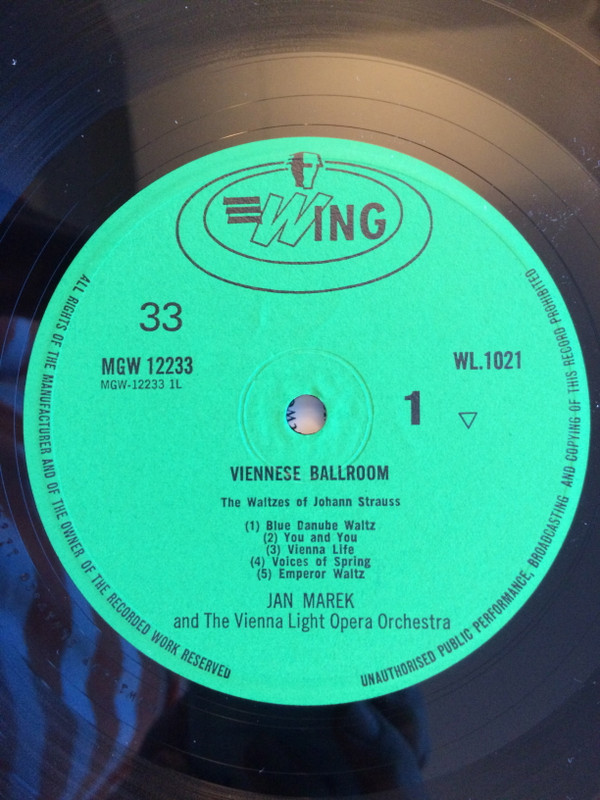 WING
33
MGW 12233
MGW-12233 1L
WL.1021
1
VIENNESE BALLROOM
The Waltzes of Johann Strauss
(1) Blue Danube Waltz
(2) You and You
(3) Vienna Life
(4) Voices of Spring
(5) Emperor Waltz
JAN MAREK
and The Vienna Light Opera Orchestra
ALL RIGHTS OF THE MANUFACTURER AND OF THE OWNER OF THE RECORDED WORK RESERVED
UNAUTHORISED PUBLIC PERFORMANCE, BROADCASTING AND COPYING OF THIS RECORD PROHIBITED